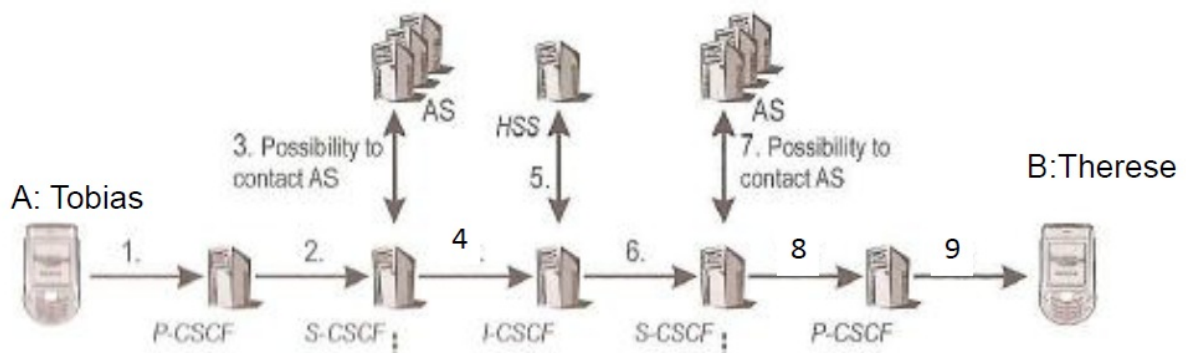 AS
HSS
AS
3. Possibility to
contact AS
5.
7. Possibility to
contact AS
A: Tobias
B:Therese
1.
2.
4 .
6.
8
9
P-CSCF
S-CSCF
I-CSCF
S-CSCF
P-CSCF